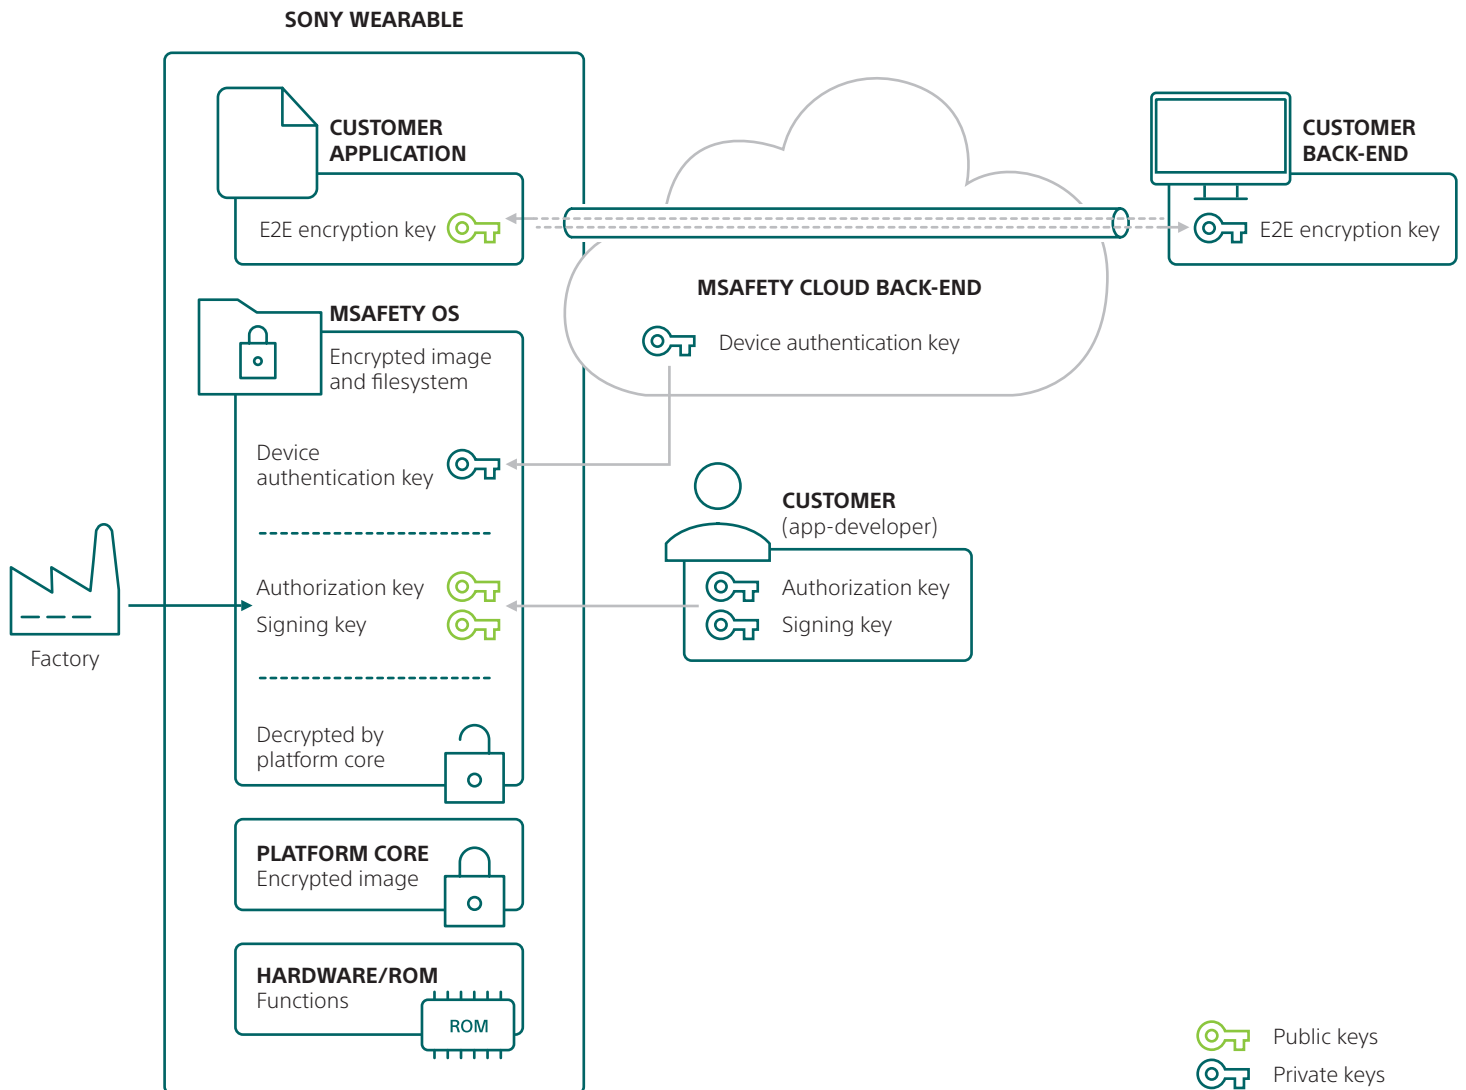 SONY WEARABLE
CUSTOMER
APPLICATION
E2E encryption key
CUSTOMER
BACK-END
E2E encryption key
MSAFETY CLOUD BACK-END
Device authentication key
MSAFETY OS
Encrypted image
and filesystem
Device
authentication key
CUSTOMER
(app-developer)
Authorization key
Signing key
Authorization key
Signing key
Factory
Decrypted by
platform core
PLATFORM CORE
Encrypted image
HARDWARE/ROM
Functions
ROM
Public keys
Private keys